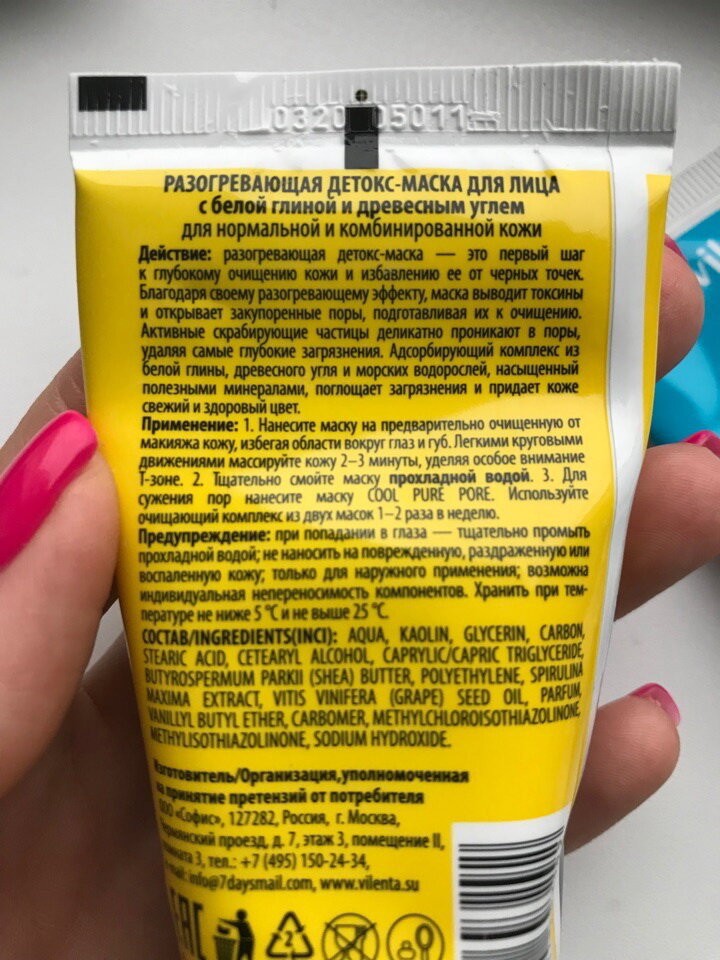 0320 05011
РАЗОГРЕВАЮЩАЯ ДЕТОКС-МАСКА ДЛЯ ЛИЦА
С БЕЛОЙ ГЛИНОЙ И ДРЕВЕСНЫМ УГЛЕМ
ДЛЯ НОРМАЛЬНОЙ И КОМБИНИРОВАННОЙ КОЖИ
Действие: разогревающая детокс-маска — это первый шаг
к глубокому очищению кожи и избавлению ее от черных точек.
Благодаря своему разогревающему эффекту, маска выводит токсины
и открывает закупоренные поры, подготавливая их к очищению.
Активные скрабирующие частицы деликатно проникают в поры,
удаляя самые глубокие загрязнения. Адсорбирующий комплекс из
белой глины, древесного угля и морских водорослей, насыщенный
полезными минералами, поглощает загрязнения и придает коже
свежий и здоровый цвет.
Применение: 1. Нанесите маску на предварительно очищенную от
макияжа кожу, избегая области вокруг глаз и губ. Легкими круговыми
движениями массируйте кожу 2–3 минуты, уделяя особое внимание
Т-зоне. 2. Тщательно смойте маску прохладной водой. 3. Для
сужения пор нанесите маску COOL PURE PORE. Используйте
очищающий комплекс из двух масок 1–2 раза в неделю.
Предупреждение: при попадании в глаза — тщательно промыть
прохладной водой; не наносить на поврежденную, раздраженную или
воспаленную кожу; только для наружного применения; возможна
индивидуальная непереносимость компонентов. Хранить при тем-
пературе не ниже 5 °С и не выше 25 °С.
СОСТАВ/INGREDIENTS(INCI): AQUA, KAOLIN, GLYCERIN, CARBON,
STEARIC ACID, CETEARYL ALCOHOL, CAPRYLIC/CAPRIC TRIGLYCERIDE,
BUTYROSPERMUM PARKII (SHEA) BUTTER, POLYETHYLENE, SPIRULINA
MAXIMA EXTRACT, VITIS VINIFERA (GRAPE) SEED OIL, PARFUM,
VANILLYL BUTYL ETHER, CARBOMER, METHYLCHLOROISOTHIAZOLINONE,
METHYLISOTHIAZOLINONE, SODIUM HYDROXIDE.
Изготовитель/Организация,уполномоченная
на принятие претензий от потребителя
ООО «Софис», 127282, Россия, г. Москва,
Чермянский проезд, д. 7, этаж 3, помещение II,
комната 3, тел.: +7 (495) 150-24-34,
info@7daysmail.com, www.vilenta.su
EAC
2
vil